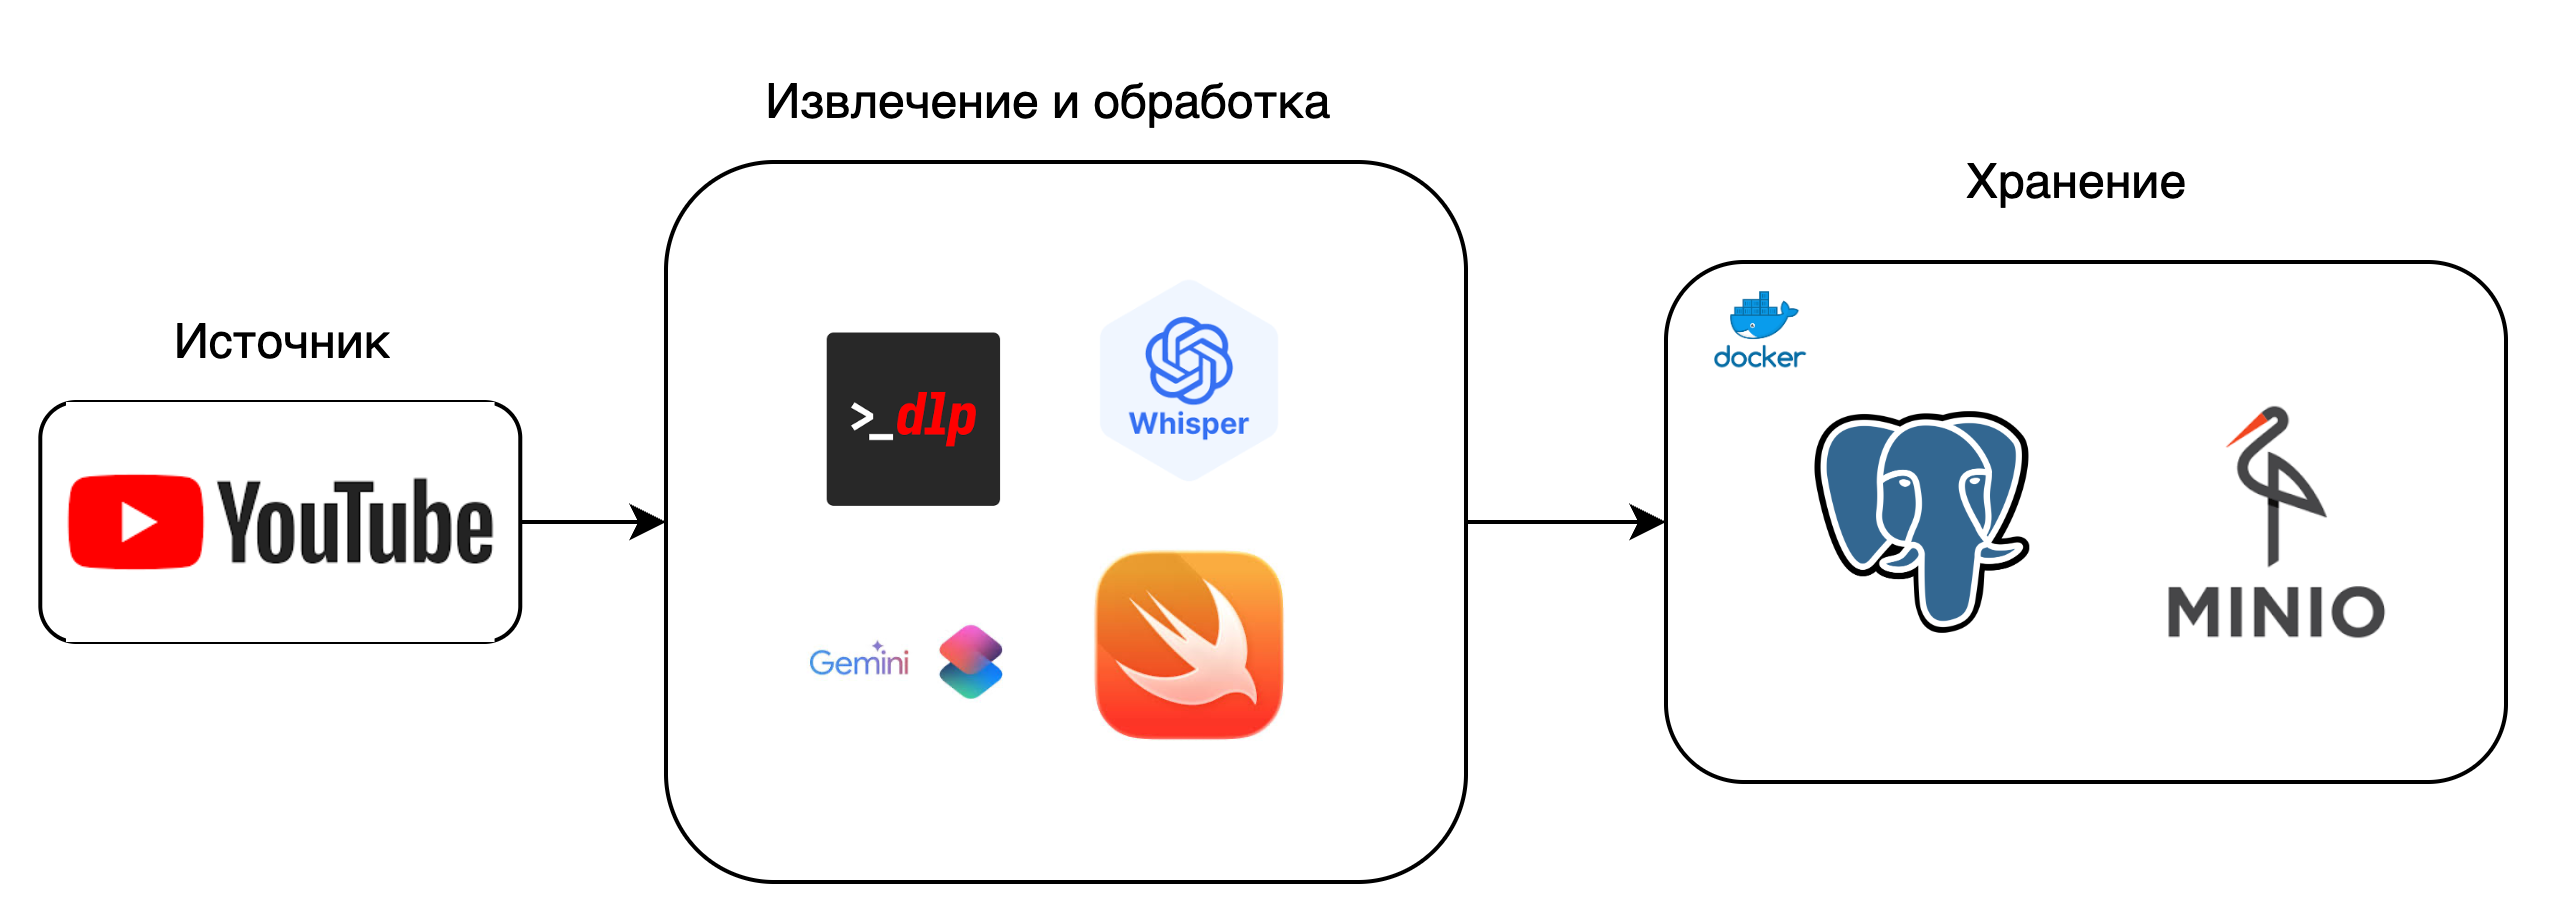 Источник
YouTube
Извлечение и обработка
>_dlp
Whisper
Gemini
Хранение
docker
MINIO